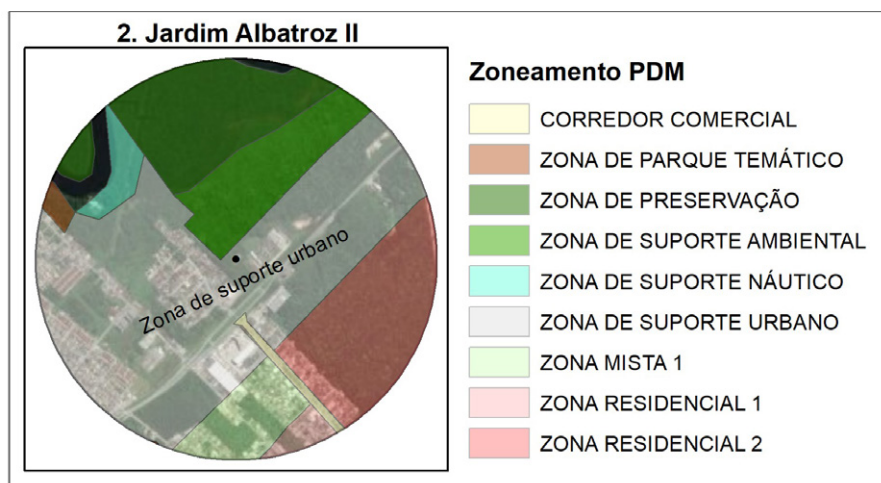 2. Jardim Albatroz II
Zona de suporte urbano
Zoneamento PDM
CORREDOR COMERCIAL
ZONA DE PARQUE TEMÁTICO
ZONA DE PRESERVAÇÃO
ZONA DE SUPORTE AMBIENTAL
ZONA DE SUPORTE NÁUTICO
ZONA DE SUPORTE URBANO
ZONA MISTA 1
ZONA RESIDENCIAL 1
ZONA RESIDENCIAL 2